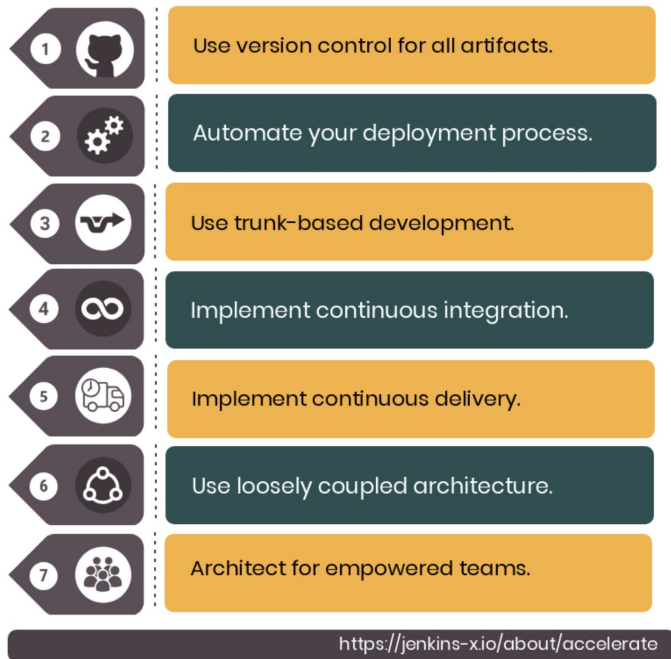 1
Use version control for all artifacts.
2
Automate your deployment process.
3
Use trunk-based development.
4
Implement continuous integration.
5
Implement continuous delivery.
6
Use loosely coupled architecture.
7
Architect for empowered teams.
https://jenkins-x.io/about/accelerate